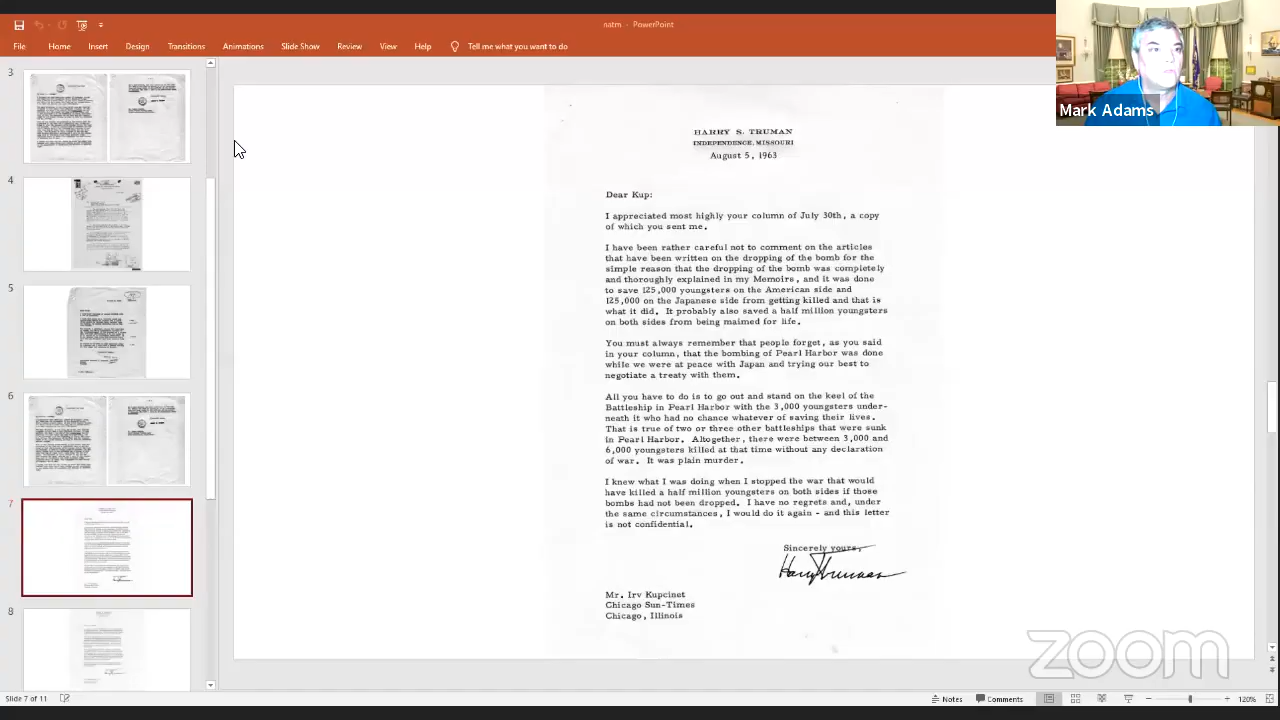 natm - PowerPoint
File Home Insert Design Transitions Animations Slide Show Review View Help Tell me what you want to do
Mark Adams
3
4
5
6
7
8
HARRY S. TRUMAN
INDEPENDENCE, MISSOURI
August 5, 1963
Dear Kup:
I appreciated most highly your column of July 30th, a copy
of which you sent me.
I have been rather careful not to comment on the articles
that have been written on the dropping of the bomb for the
simple reason that the dropping of the bomb was completely
and thoroughly explained in my Memoirs, and it was done
to save 125,000 youngsters on the American side and
125,000 on the Japanese side from getting killed and that is
what it did. It probably also saved a half million youngsters
on both sides from being maimed for life.
You must always remember that people forget, as you said
in your column, that the bombing of Pearl Harbor was done
while we were at peace with Japan and trying our best to
negotiate a treaty with them.
All you have to do is to go out and stand on the keel of the
Battleship in Pearl Harbor with the 3,000 youngsters under-
neath it who had no chance whatever of saving their lives.
That is true of two or three other battleships that were sunk
in Pearl Harbor. Altogether, there were between 3,000 and
6,000 youngsters killed at that time without any declaration
of war. It was plain murder.
I knew what I was doing when I stopped the war that would
have killed a half million youngsters on both sides if those
bombs had not been dropped. I have no regrets and, under
the same circumstances, I would do it again - and this letter
is not confidential.
Sincerely yours,
Harry Truman
Mr. Irv Kupcinet
Chicago Sun-Times
Chicago, Illinois
zoom
Slide 7 of 11
Notes Comments 120%